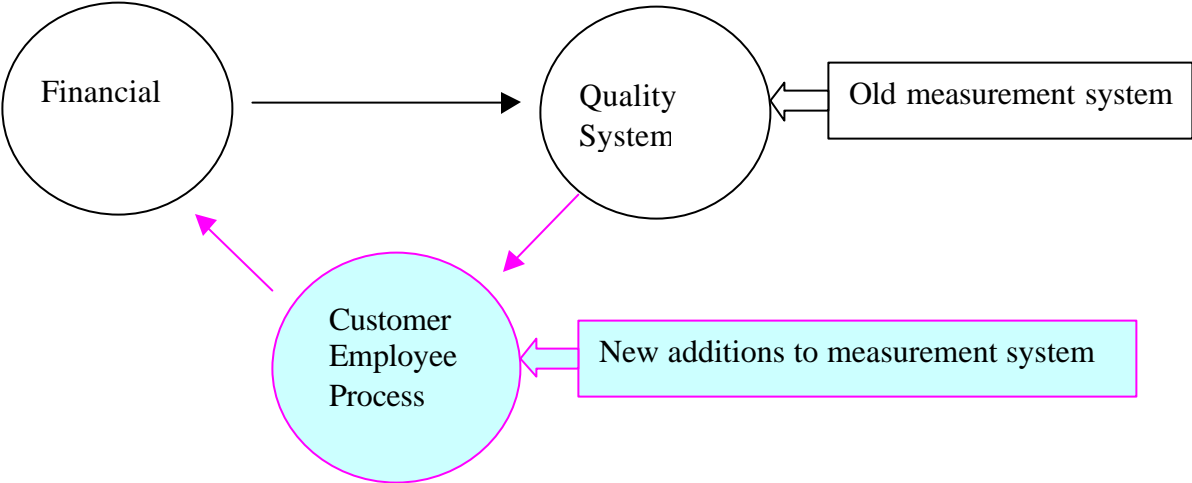 Financial
Quality
System
Old measurement system
Customer
Employee
Process
New additions to measurement system